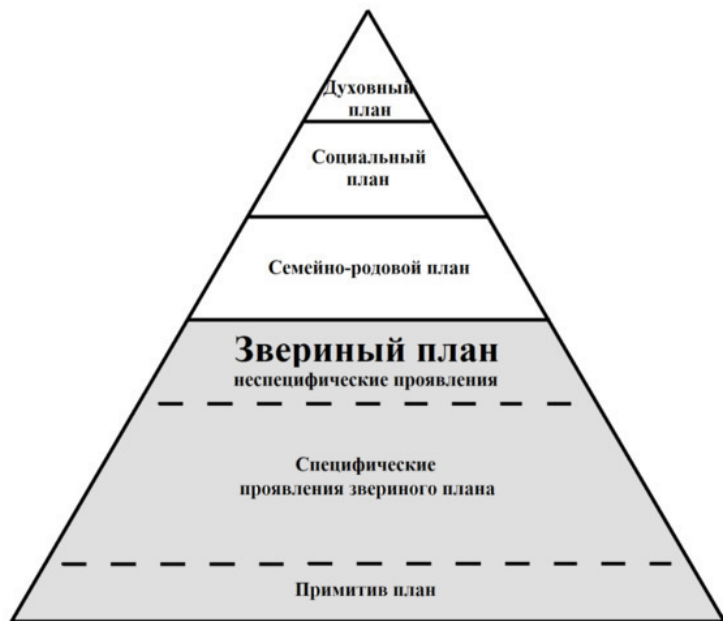 Духовный
план
Социальный
план
Семейно-родовой план
Звериный план
неспецифические проявления
Специфические
проявления звериного плана
Примитив план